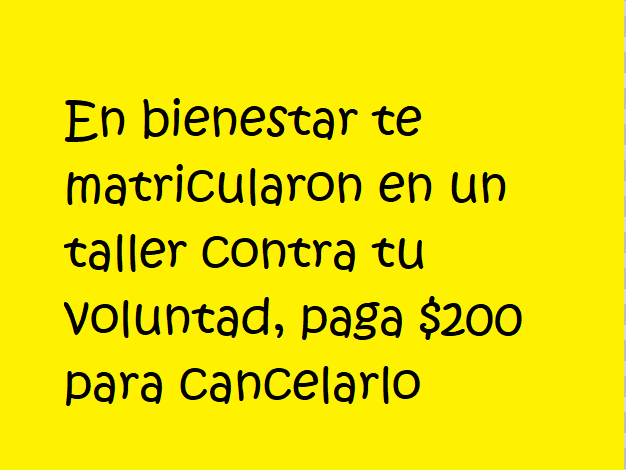 En bienestar te
matricularon en un
taller contra tu
voluntad, paga $200
para cancelarlo